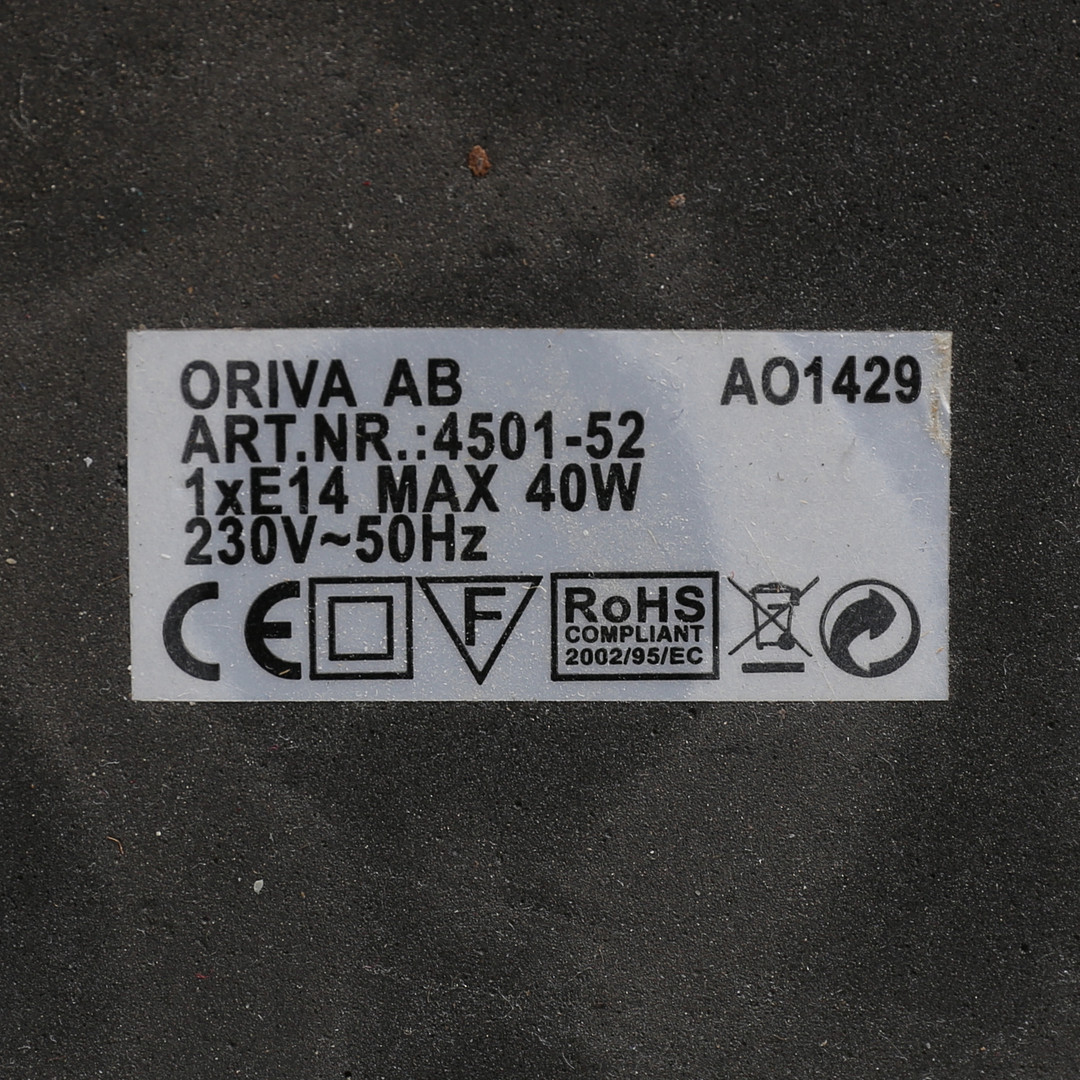 ORIVA AB AO1429
ART.NR.:4501-52
1xE14 MAX 40W
230V~50Hz
CE F RoHS
COMPLIANT
2002/95/EC